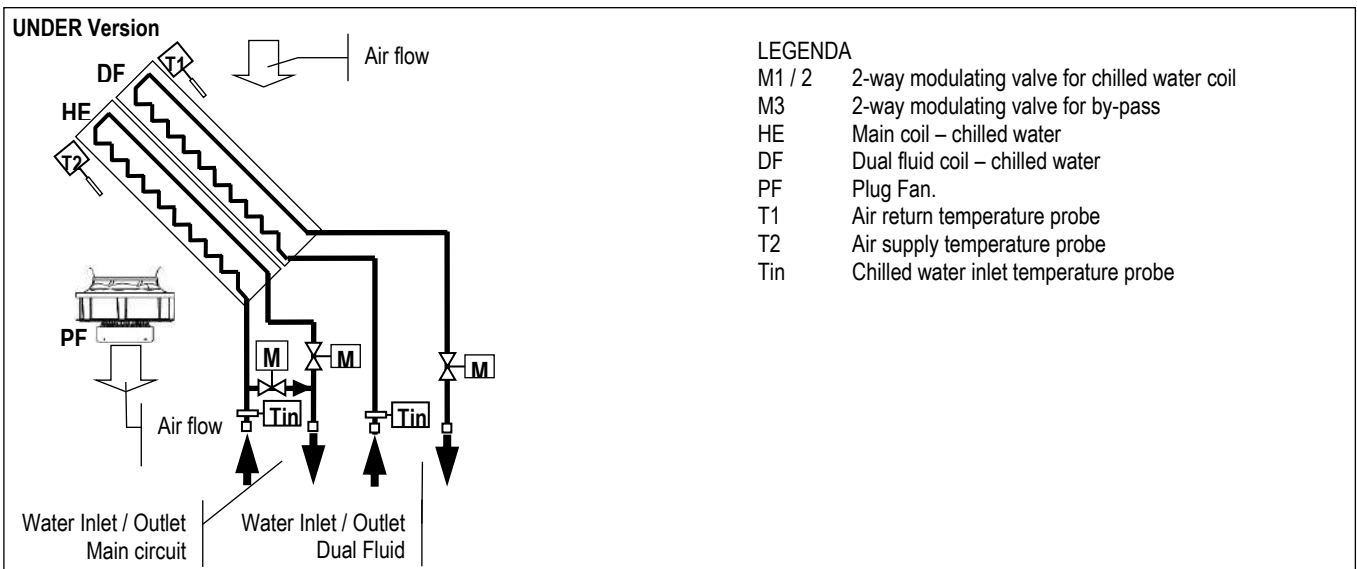 UNDER Version
Air flow
T1
DF
HE
T2
PF
M
M
M
Tin
Tin
Air flow
Water Inlet / Outlet
Main circuit
Water Inlet / Outlet
Dual Fluid
LEGENDA
M1 / 2 2-way modulating valve for chilled water coil
M3 2-way modulating valve for by-pass
HE Main coil – chilled water
DF Dual fluid coil – chilled water
PF Plug Fan.
T1 Air return temperature probe
T2 Air supply temperature probe
Tin Chilled water inlet temperature probe